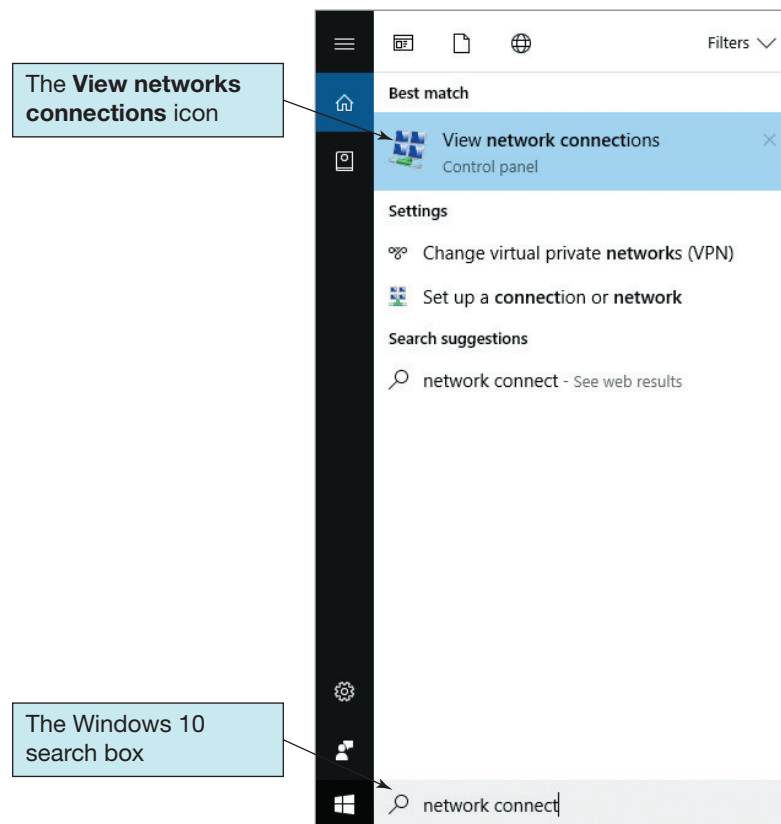 Filters
The View networks
connections icon
Best match
View network connections
Control panel
Settings
Change virtual private networks (VPN)
Set up a connection or network
Search suggestions
network connect - See web results
The Windows 10
search box
network connect